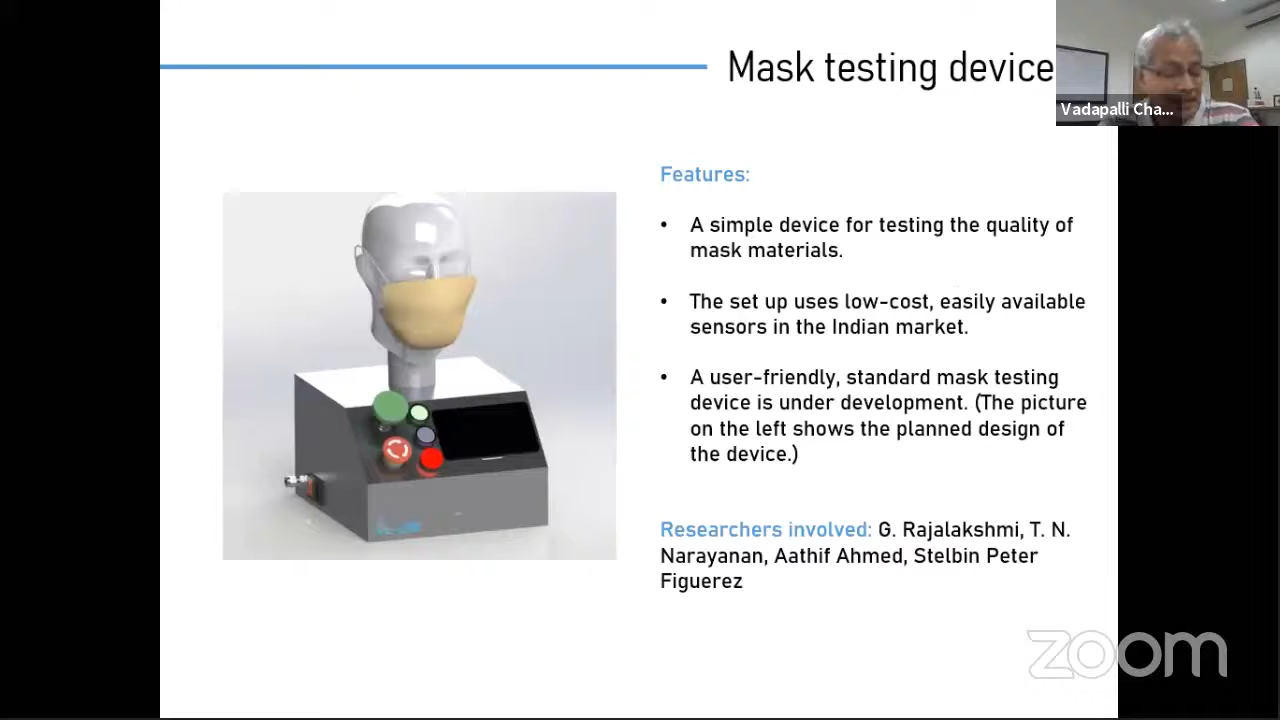 Mask testing device
Vadapalli Cha...
Features:
• A simple device for testing the quality of
mask materials.
• The set up uses low-cost, easily available
sensors in the Indian market.
• A user-friendly, standard mask testing
device is under development. (The picture
on the left shows the planned design of
the device.)
Researchers involved: G. Rajalakshmi, T. N.
Narayanan, Aathif Ahmed, Stelbin Peter
Figuerez
zoom